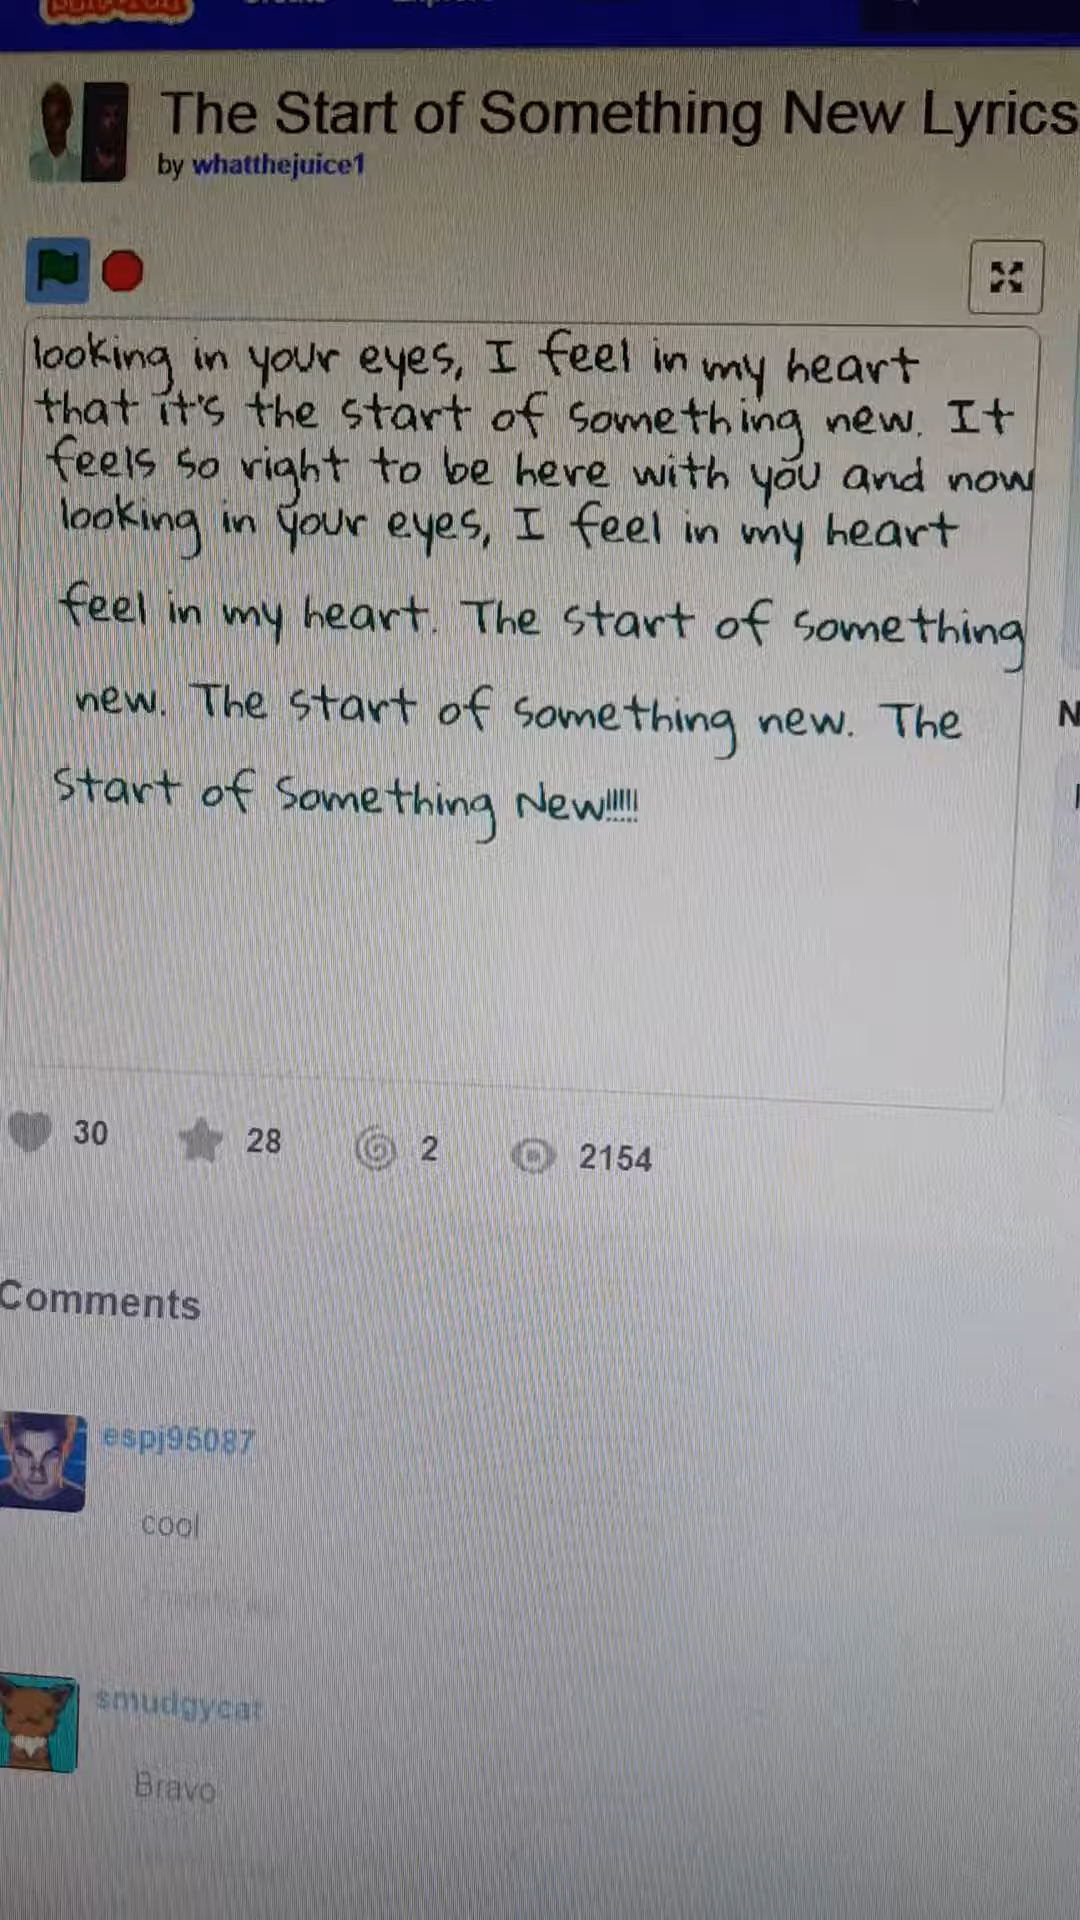 The Start of Something New Lyrics
by whatthejuice1
looking in your eyes, I feel in my heart
that it's the start of something new. It
feels so right to be here with you and now
looking in your eyes, I feel in my heart
feel in my heart. The start of something
new. The start of something new. The
start of Something New!!!!!
30 28 2 2154
Comments
espj95087
cool
smudgycat
Bravo